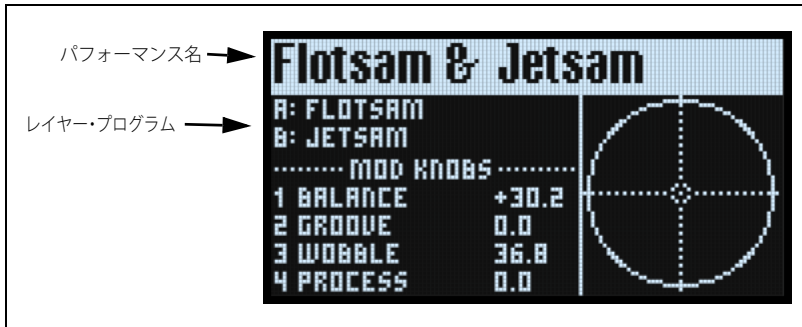 パフォーマンス名
Flotsam & Jetsam
レイヤー・プログラム
A: FLOTSAM
B: JETSAM
MOD KNOBS
1 BALANCE +30.2
2 GROOVE 0.0
3 WOBBLE 36.8
4 PROCESS 0.0